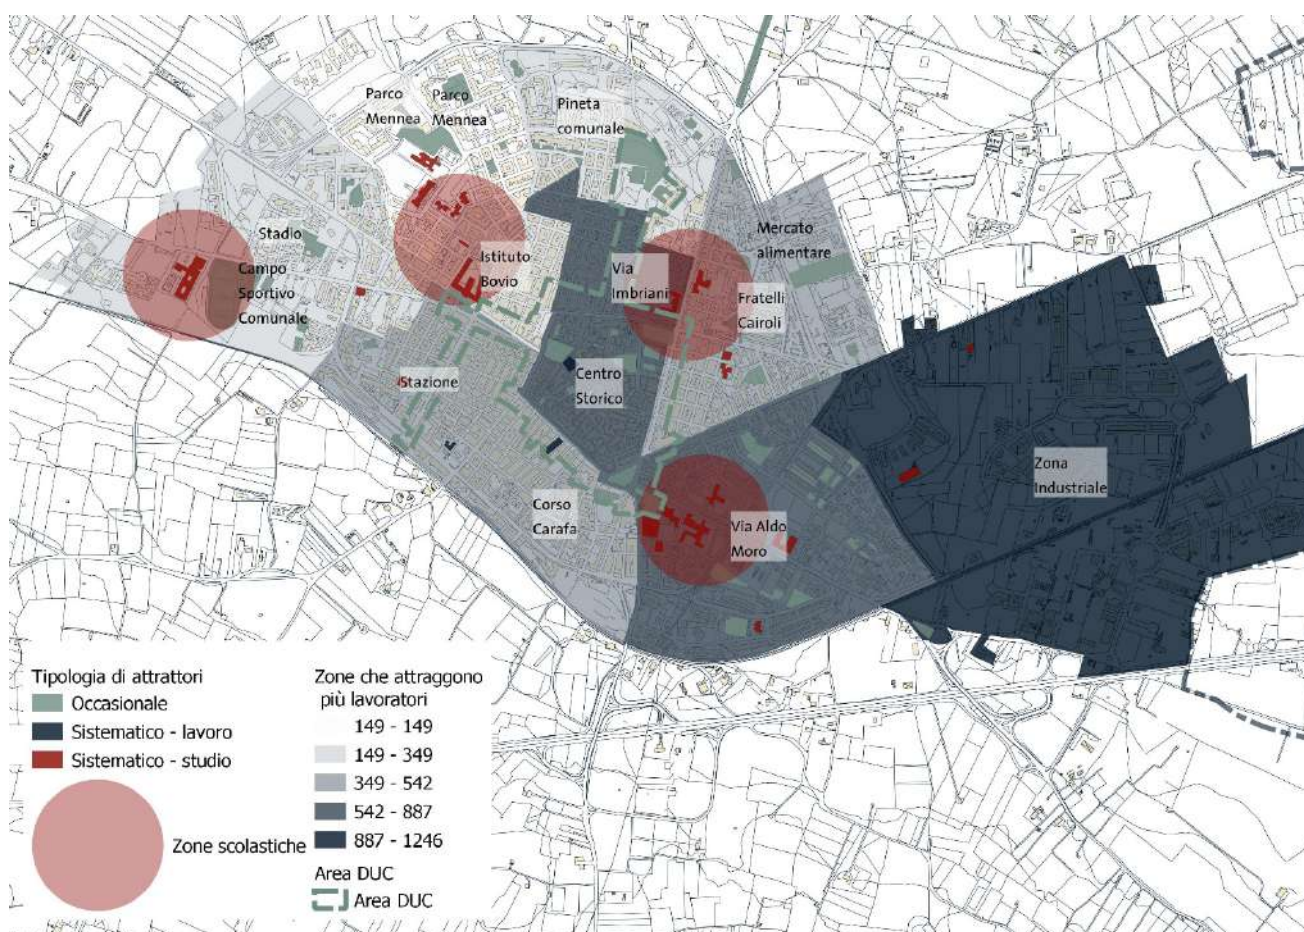 Parco
Mennea
Parco
Mennea
Pineta
comunale
Stadio
Campo
Sportivo
Comunale
Istituto
Bovio
Via
Imbriani
Mercato
alimentare
Fratelli
Cairoli
Stazione
Centro
Storico
Corso
Carafa
Via Aldo
Moro
Zona
Industriale
Tipologia di attrattori
Occasionale
Sistematico - lavoro
Sistematico - studio
Zone scolastiche
Zone che attraggono
più lavoratori
149 - 149
149 - 349
349 - 542
542 - 887
887 - 1246
Area DUC
Area DUC